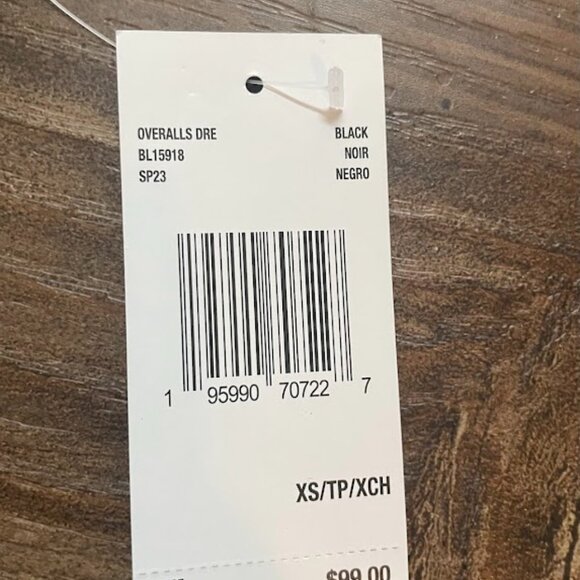 OVERALLS DRE BLACK
BL15918 NOIR
SP23 NEGRO
1 95990 70722 7
XS/TP/XCH
$99.00